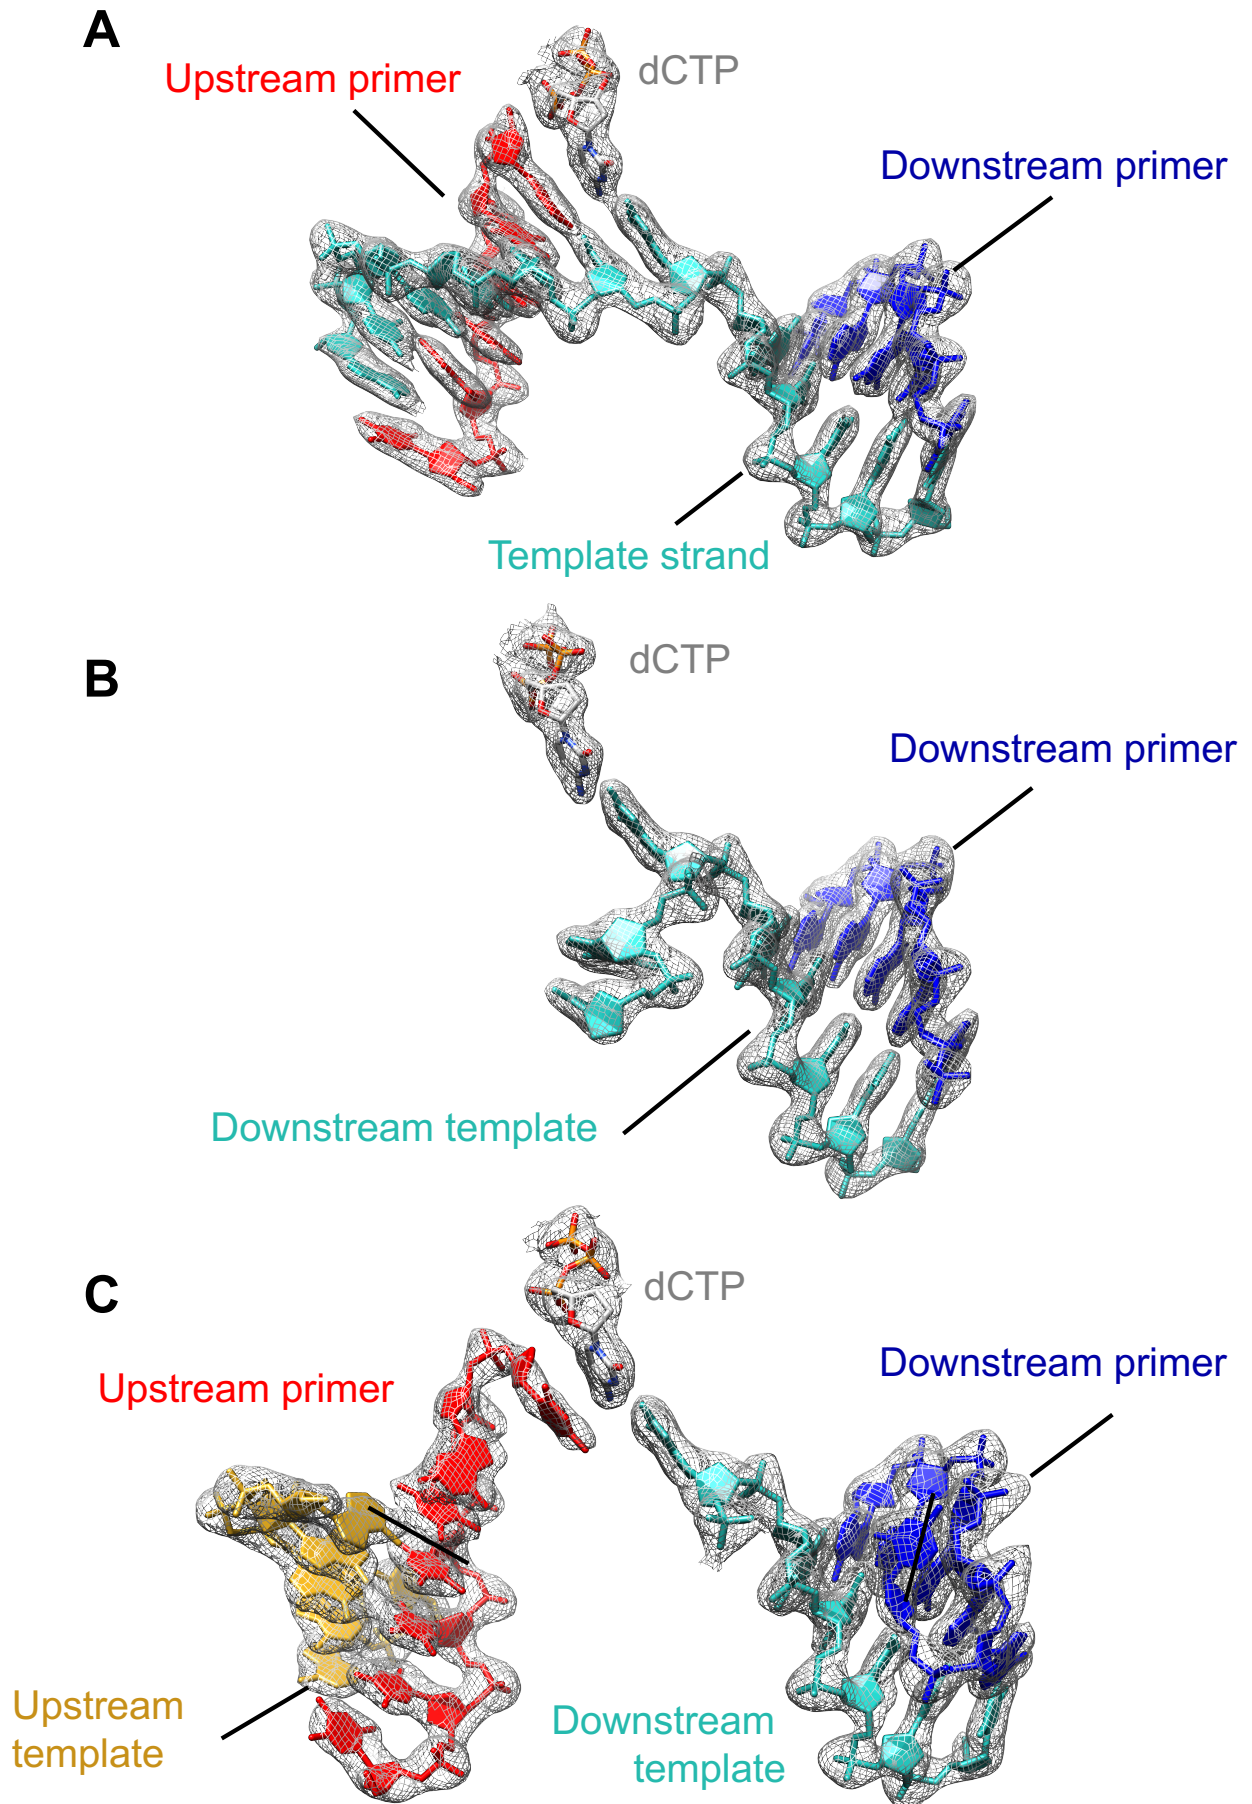 A
Upstream primer
dCTP
Downstream primer
Template strand
B
dCTP
Downstream primer
Downstream template
C
dCTP
Upstream primer
Downstream primer
Upstream
template
Downstream
template